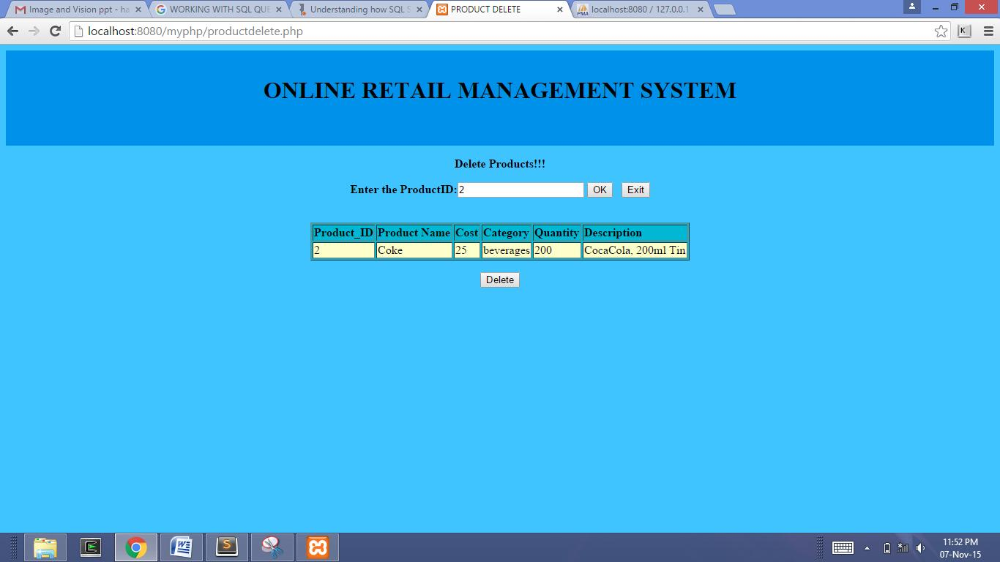 Image and Vision ppt - ha
WORKING WITH SQL QUE
Understanding how SQL S
PRODUCT DELETE
localhost:8080 / 127.0.0.1
localhost:8080/myphp/productdelete.php
ONLINE RETAIL MANAGEMENT SYSTEM
Delete Products!!!
Enter the ProductID: 2 OK Exit
Product_ID Product Name Cost Category Quantity Description
2 Coke 25 beverages 200 CocaCola, 200ml Tin
Delete
11:52 PM
07-Nov-15